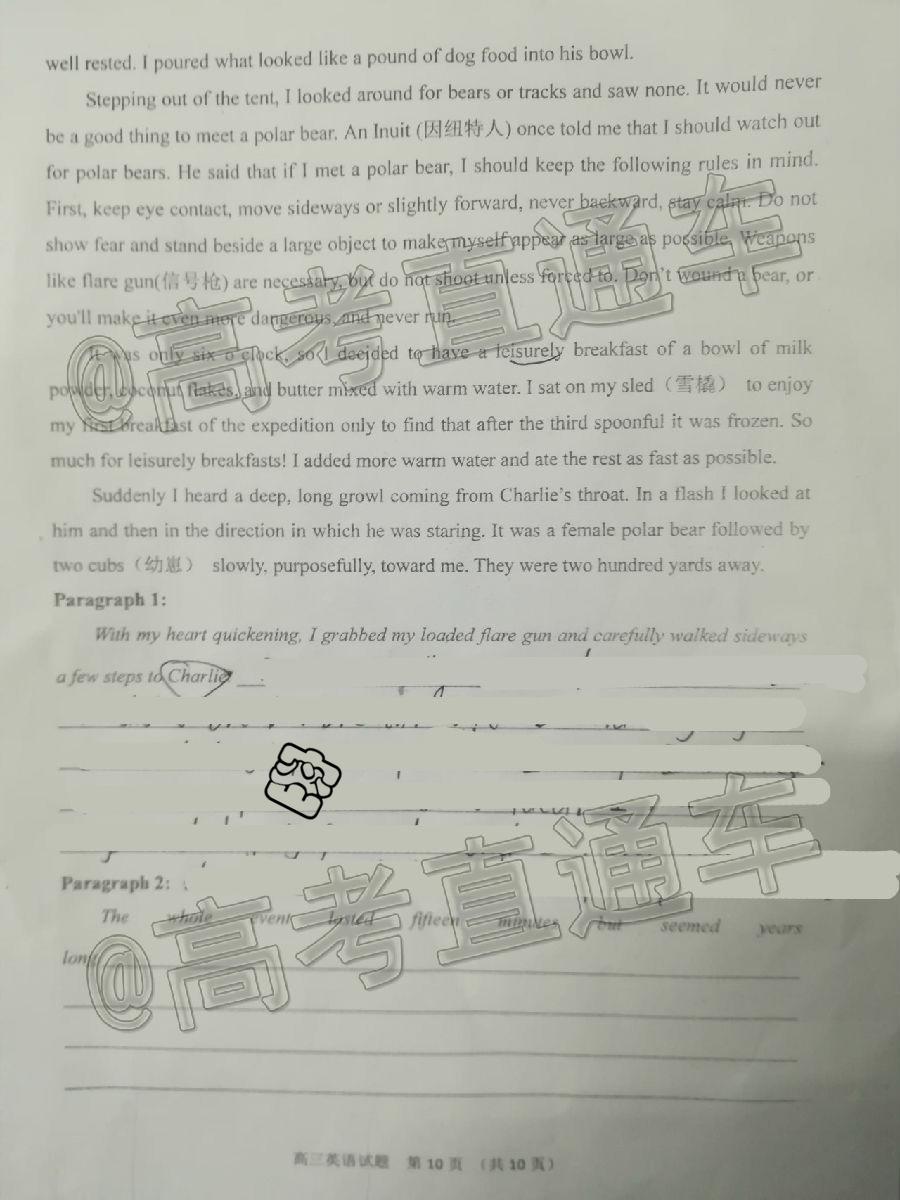 well rested. I poured what looked like a pound of dog food into his bowl.
Stepping out of the tent, I looked around for bears or tracks and saw none. It would never
be a good thing to meet a polar bear. An Inuit (因纽特人) once told me that I should watch out
for polar bears. He said that if I met a polar bear, I should keep the following rules in mind.
First, keep eye contact, move sideways or slightly forward, never backward, stay calm. Do not
show fear and stand beside a large object to make myself appear as large as possible. Weapons
like flare gun(信号枪) are necessary, but do not shoot unless forced to. Don't wound a bear, or
you'll make it even more dangerous, and never run.
It was only six o'clock, so I decided to have a leisurely breakfast of a bowl of milk
powder, coconut flakes, and butter mixed with warm water. I sat on my sled（雪橇） to enjoy
my first breakfast of the expedition only to find that after the third spoonful it was frozen. So
much for leisurely breakfasts! I added more warm water and ate the rest as fast as possible.
Suddenly I heard a deep, long growl coming from Charlie's throat. In a flash I looked at
him and then in the direction in which he was staring. It was a female polar bear followed by
two cubs（幼崽） slowly, purposefully, toward me. They were two hundred yards away.
Paragraph 1:
With my heart quickening, I grabbed my loaded flare gun and carefully walked sideways
a few steps to Charlie
Paragraph 2:
The whole event lasted fifteen minutes but seemed years
long
高三英语试题 第 10 页 （共 10 页）
@高考直通车
@高考直通车